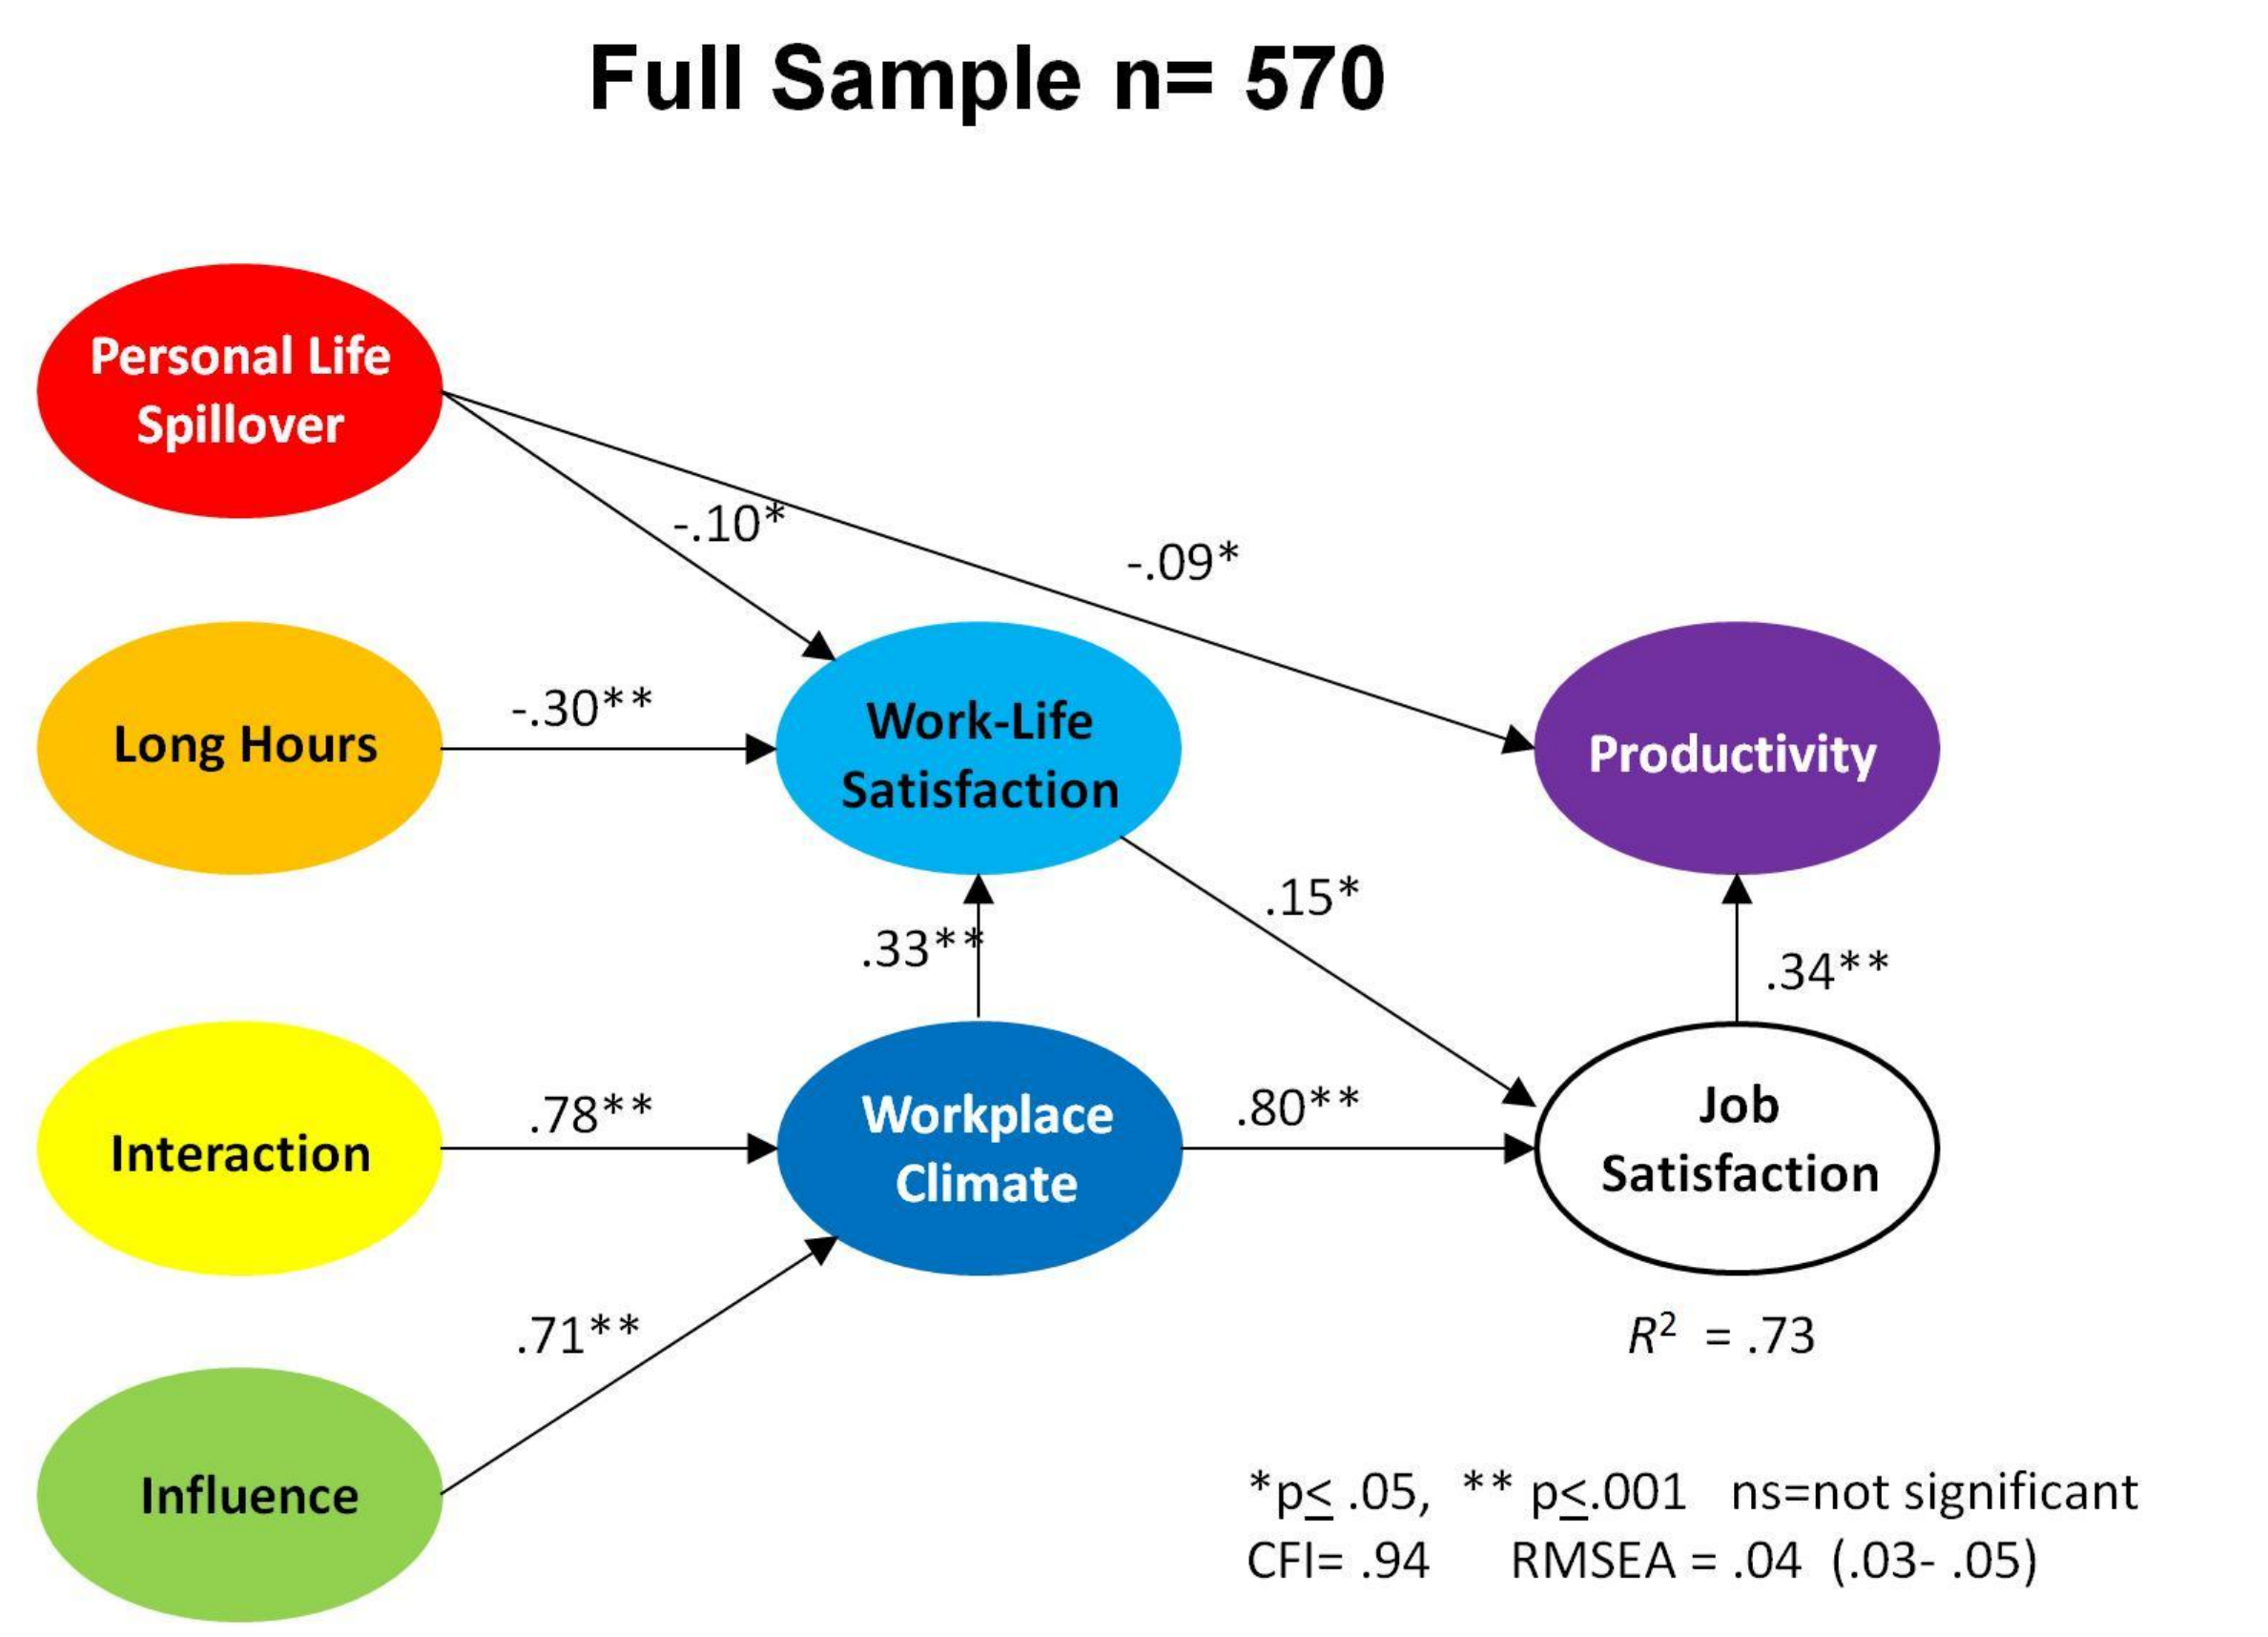 Full Sample n= 570
Personal Life
Spillover
-.10*
-.09*
Long Hours
-.30**
Work-Life
Satisfaction
Productivity
.15*
.33**
.34**
Interaction
.78**
Workplace
Climate
.80**
Job
Satisfaction
.71**
R² = .73
Influence
*p≤ .05, ** p≤.001 ns=not significant
CFI= .94 RMSEA = .04 (.03- .05)